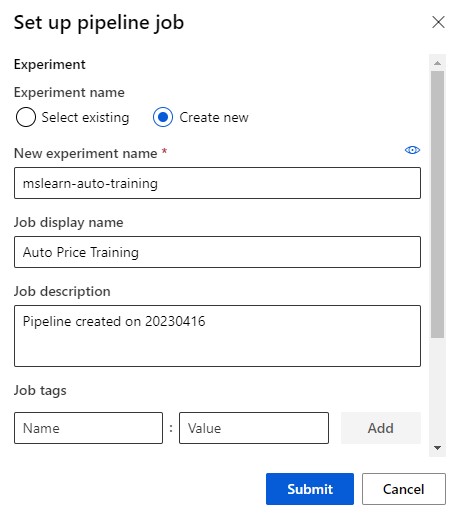 Set up pipeline job
Experiment
Experiment name
Select existing Create new
New experiment name *
mslearn-auto-training
Job display name
Auto Price Training
Job description
Pipeline created on 20230416
Job tags
Name : Value Add
Submit Cancel